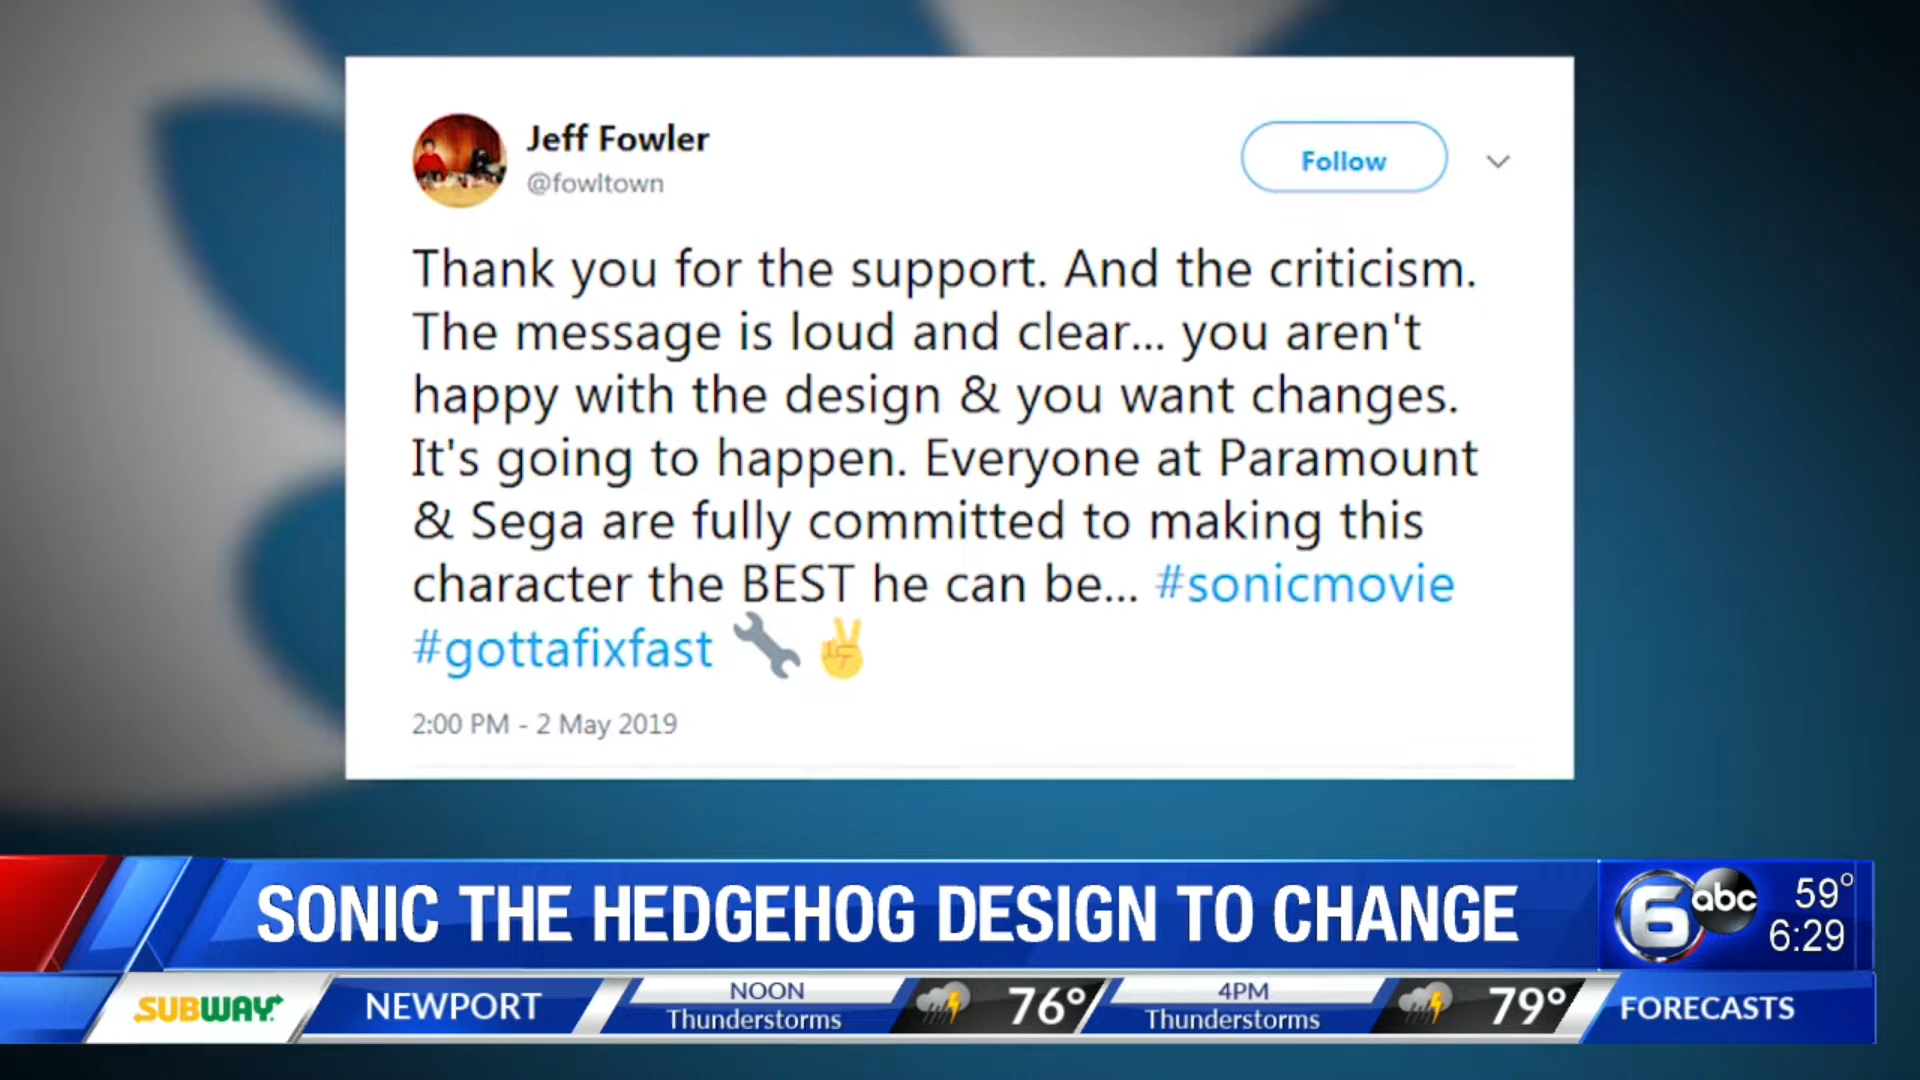 Jeff Fowler
@fowltown
Follow
Thank you for the support. And the criticism.
The message is loud and clear... you aren't
happy with the design & you want changes.
It's going to happen. Everyone at Paramount
& Sega are fully committed to making this
character the BEST he can be... #sonicmovie
#gottafixfast 🔧✌
2:00 PM - 2 May 2019
SONIC THE HEDGEHOG DESIGN TO CHANGE
6 abc
59°
6:29
SUBWAY
NEWPORT
NOON
Thunderstorms
76°
4PM
Thunderstorms
79°
FORECASTS